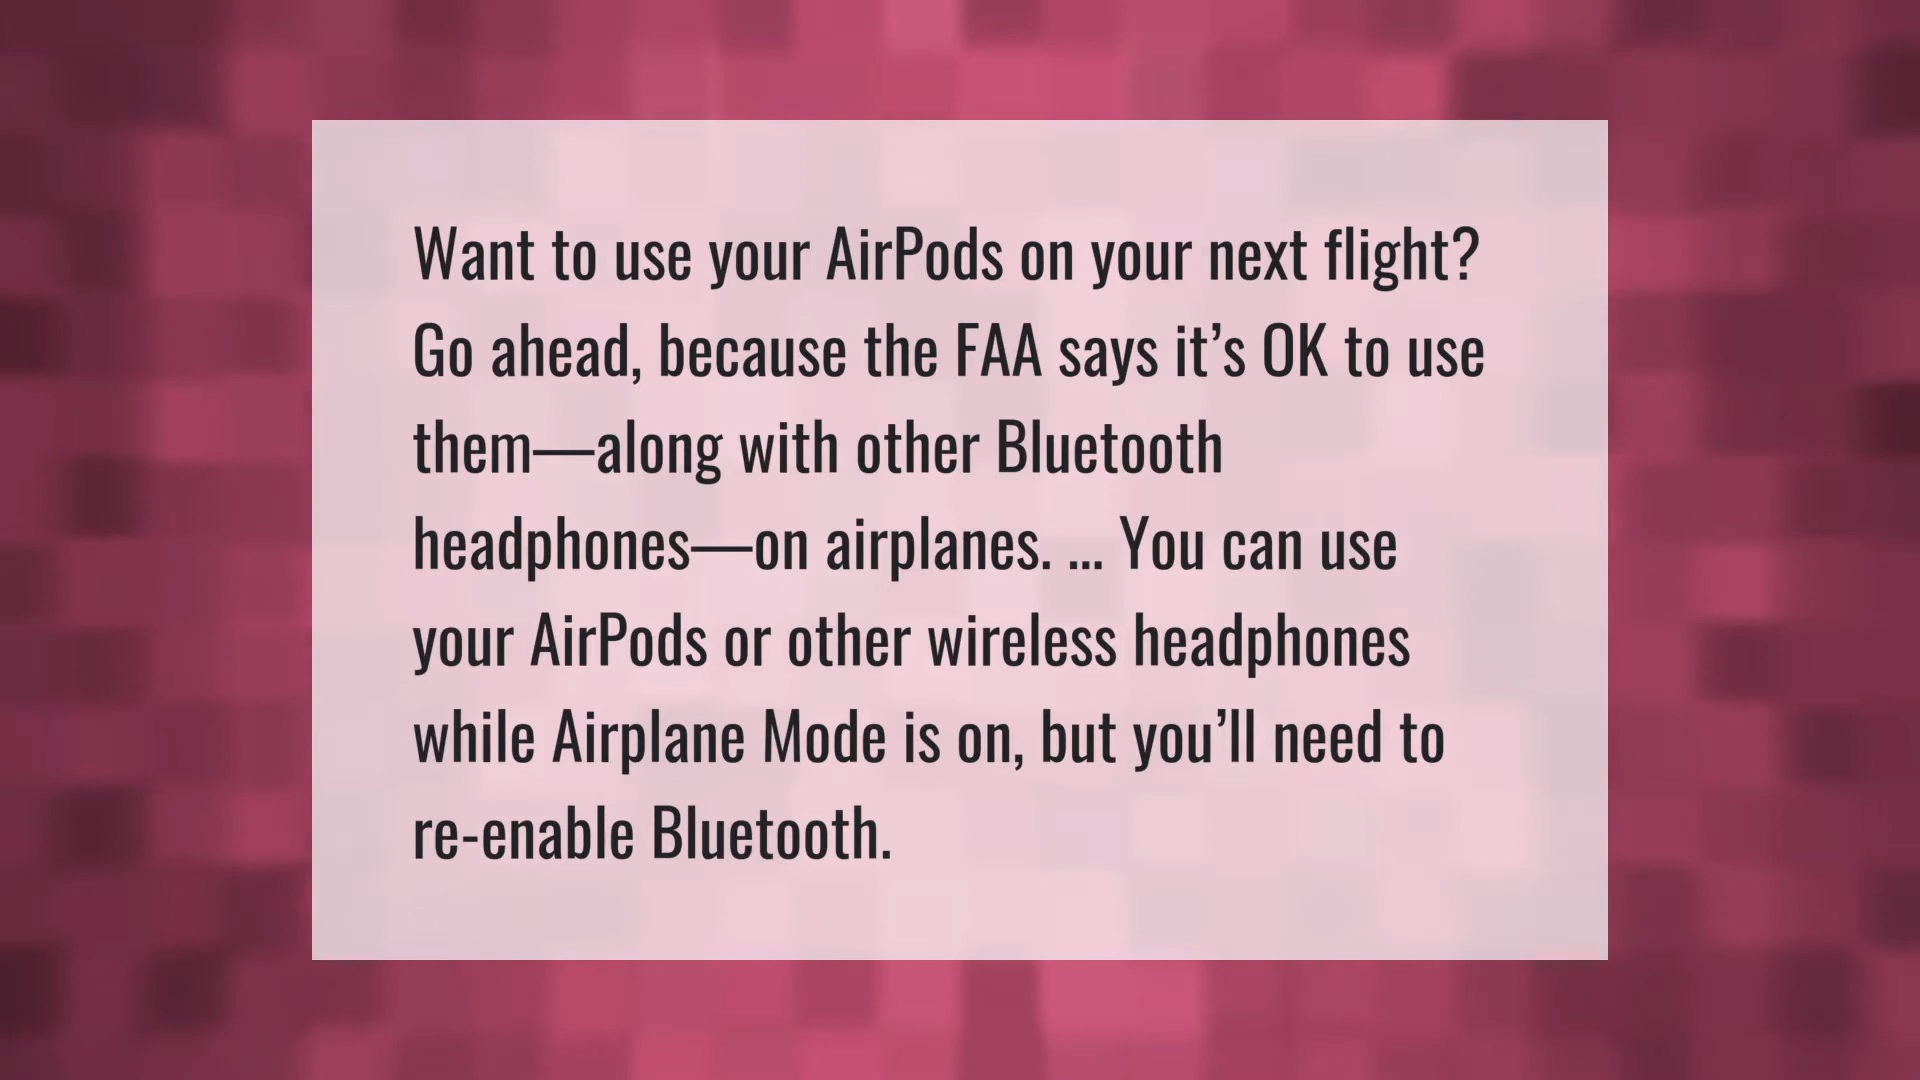 Want to use your AirPods on your next flight?
Go ahead, because the FAA says it’s OK to use
them—along with other Bluetooth
headphones—on airplanes. ... You can use
your AirPods or other wireless headphones
while Airplane Mode is on, but you’ll need to
re-enable Bluetooth.